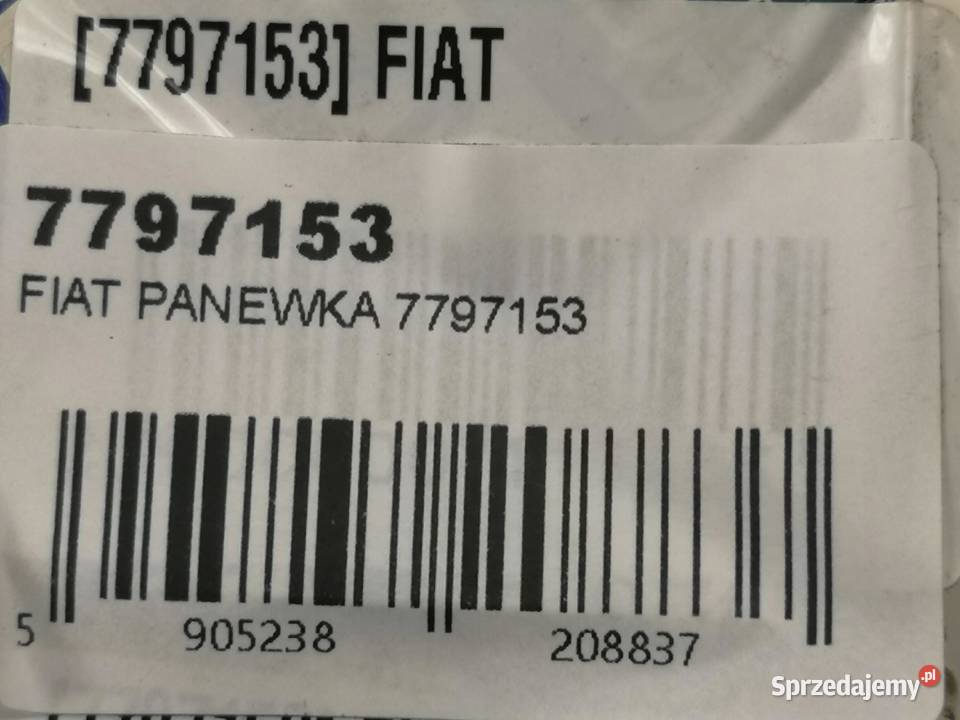 [7797153] FIAT
7797153
FIAT PANEWKA 7797153
5 905238 208837
Sprzedajemy.pl